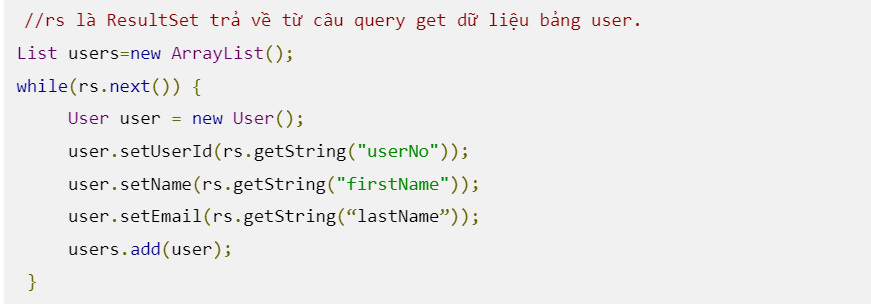 //rs là ResultSet trả về từ câu query get dữ liệu bảng user.
List users=new ArrayList();
while(rs.next()) {
User user = new User();
user.setUserId(rs.getString("userNo"));
user.setName(rs.getString("firstName"));
user.setEmail(rs.getString(“lastName”));
users.add(user);
}